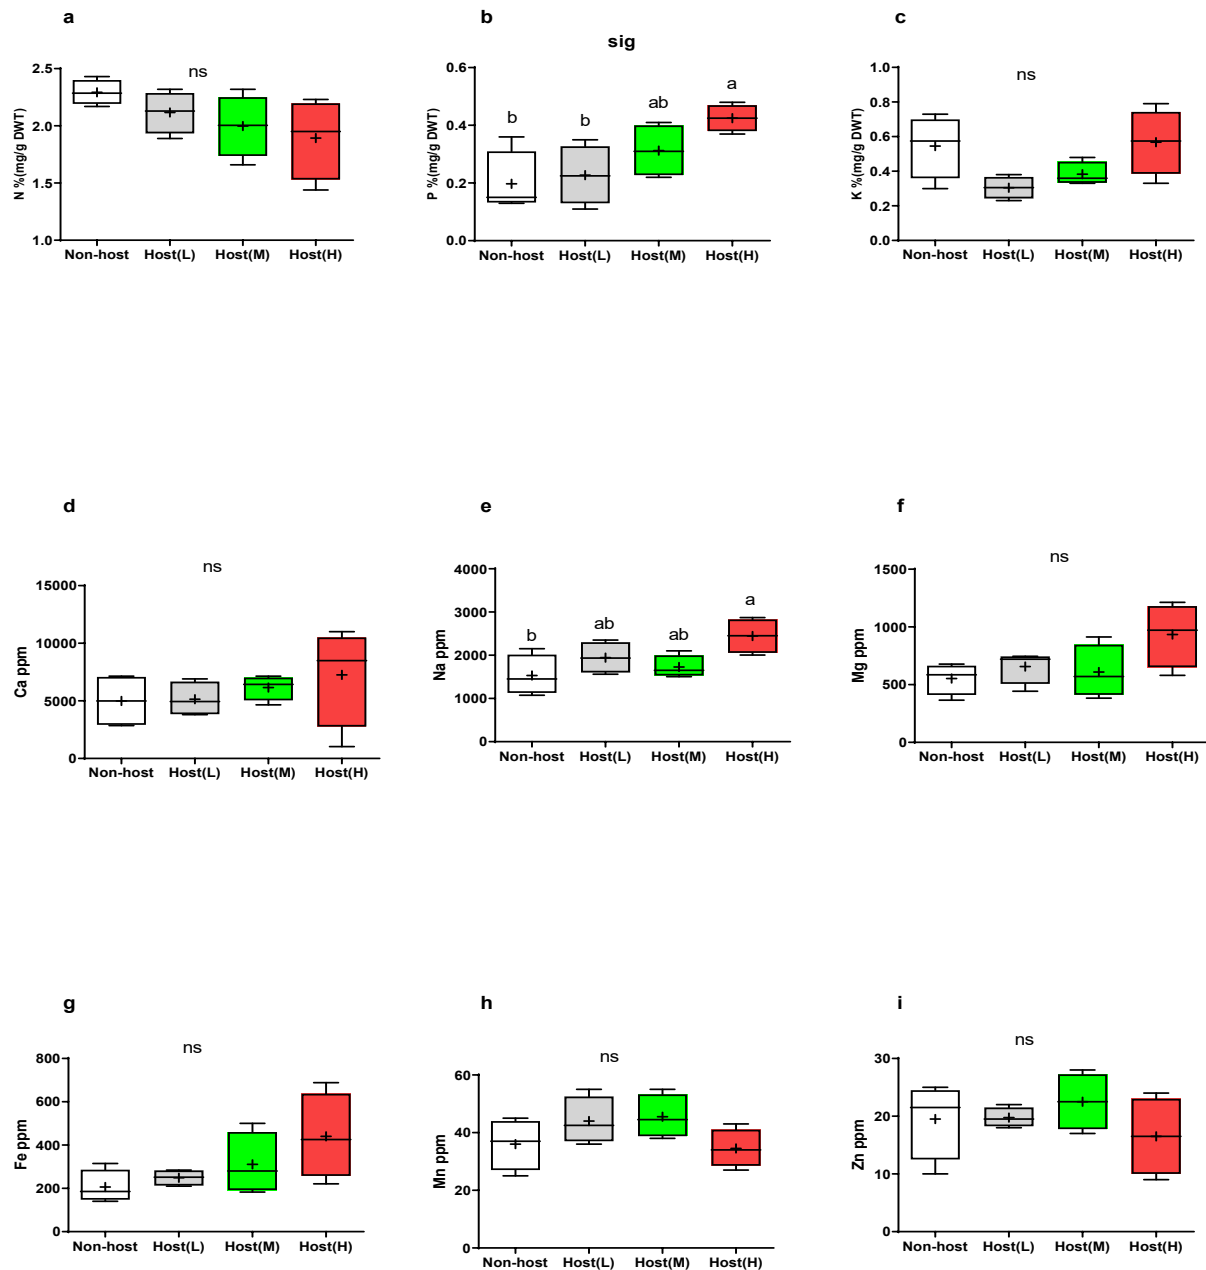 a
sig
ns
N %(mg/g DWT)
2.5
2.0
1.5
1.0
Non-host Host(L) Host(M) Host(H)
b
b b ab a
P %(mg/g DWT)
0.6
0.4
0.2
0.0
Non-host Host(L) Host(M) Host(H)
c
ns
K %(mg/g DWT)
1.0
0.8
0.6
0.4
0.2
0.0
Non-host Host(L) Host(M) Host(H)
d
ns
Ca ppm
15000
10000
5000
0
Non-host Host(L) Host(M) Host(H)
e
b ab ab a
Na ppm
4000
3000
2000
1000
0
Non-host Host(L) Host(M) Host(H)
f
ns
Mg ppm
1500
1000
500
0
Non-host Host(L) Host(M) Host(H)
g
ns
Fe ppm
800
600
400
200
0
Non-host Host(L) Host(M) Host(H)
h
ns
Mn ppm
60
40
20
0
Non-host Host(L) Host(M) Host(H)
i
ns
Zn ppm
30
20
10
0
Non-host Host(L) Host(M) Host(H)